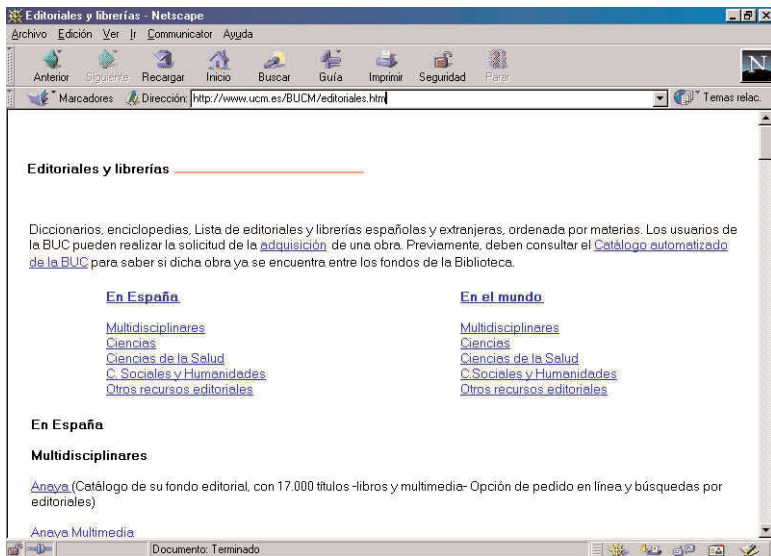 Editoriales y librerías - Netscape
Archivo Edición Ver Ir Communicator Ayuda
Anterior Siguiente Recargar Inicio Buscar Guía Imprimir Seguridad Parar
N
Marcadores Dirección: http://www.ucm.es/BUCM/editoriales.htm Temas relac.
Editoriales y librerías
Diccionarios, enciclopedias, Lista de editoriales y librerías españolas y extranjeras, ordenada por materias. Los usuarios de
la BUC pueden realizar la solicitud de la adquisición de una obra. Previamente, deben consultar el Catálogo automatizado
de la BUC para saber si dicha obra ya se encuentra entre los fondos de la Biblioteca.
En España En el mundo
Multidisciplinares Multidisciplinares
Ciencias Ciencias
Ciencias de la Salud Ciencias de la Salud
C. Sociales y Humanidades C.Sociales y Humanidades
Otros recursos editoriales Otros recursos editoriales
En España
Multidisciplinares
Anaya (Catálogo de su fondo editorial, con 17.000 títulos -libros y multimedia- Opción de pedido en línea y búsquedas por
editoriales)
Anaya Multimedia
Documento: Terminado